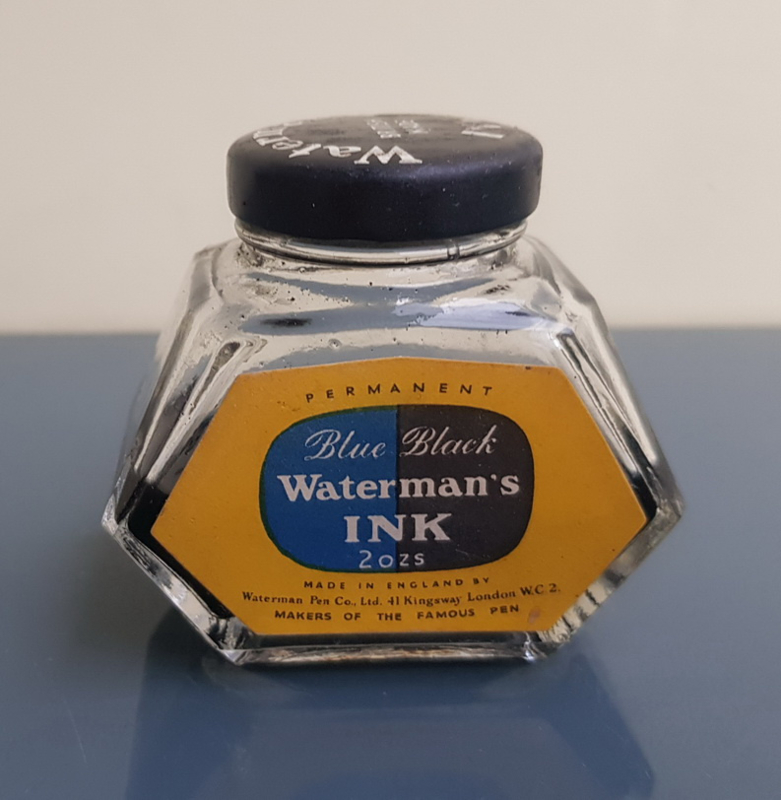 Waterm
PERMANENT
Blue Black
Waterman's
INK
2ozs
MADE IN ENGLAND BY
Waterman Pen Co., Ltd. 41 Kingsway London W.C.2.
MAKERS OF THE FAMOUS PEN